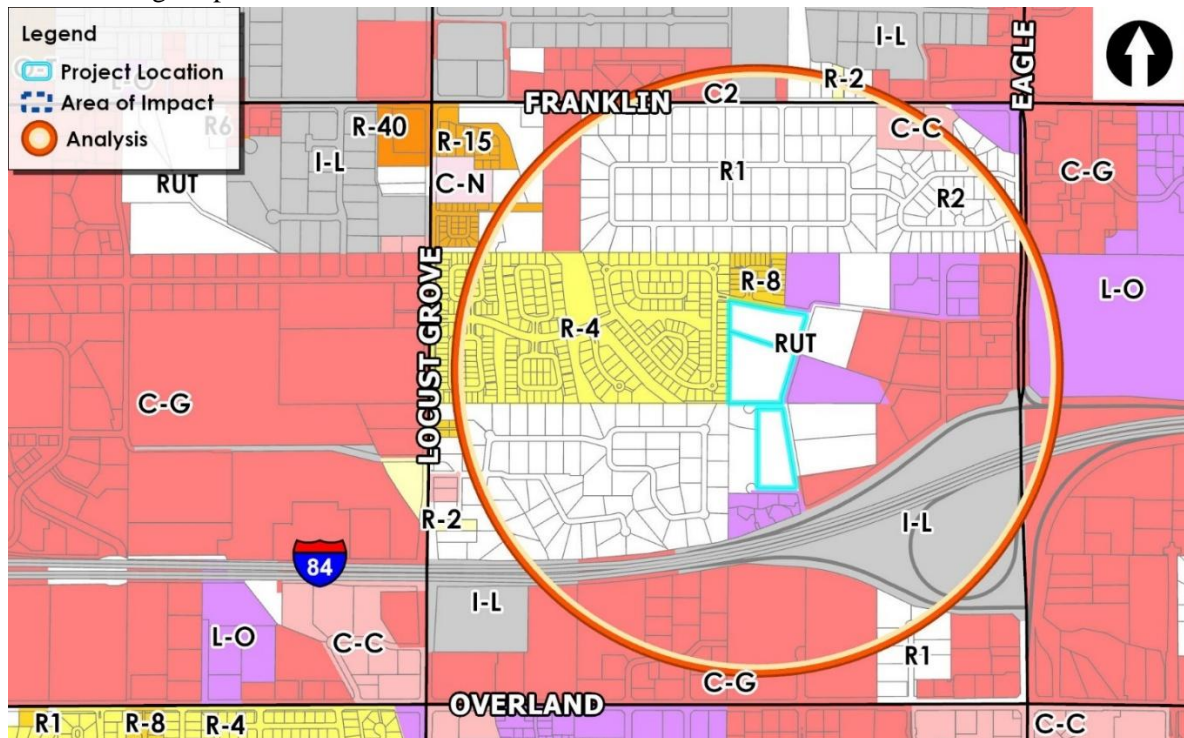 Legend
Project Location
Area of Impact
Analysis
L-O
R6
RUT
I-L
R-40
R-15
C-N
FRANKLIN
C2
R-2
I-L
EAGLE
C-C
R1
R2
C-G
L-O
LOCUST GROVE
R-8
R-4
RUT
C-G
R-2
I-L
84
I-L
L-O
C-C
R1
C-G
OVERLAND
R1
R-8
R-4
C-C